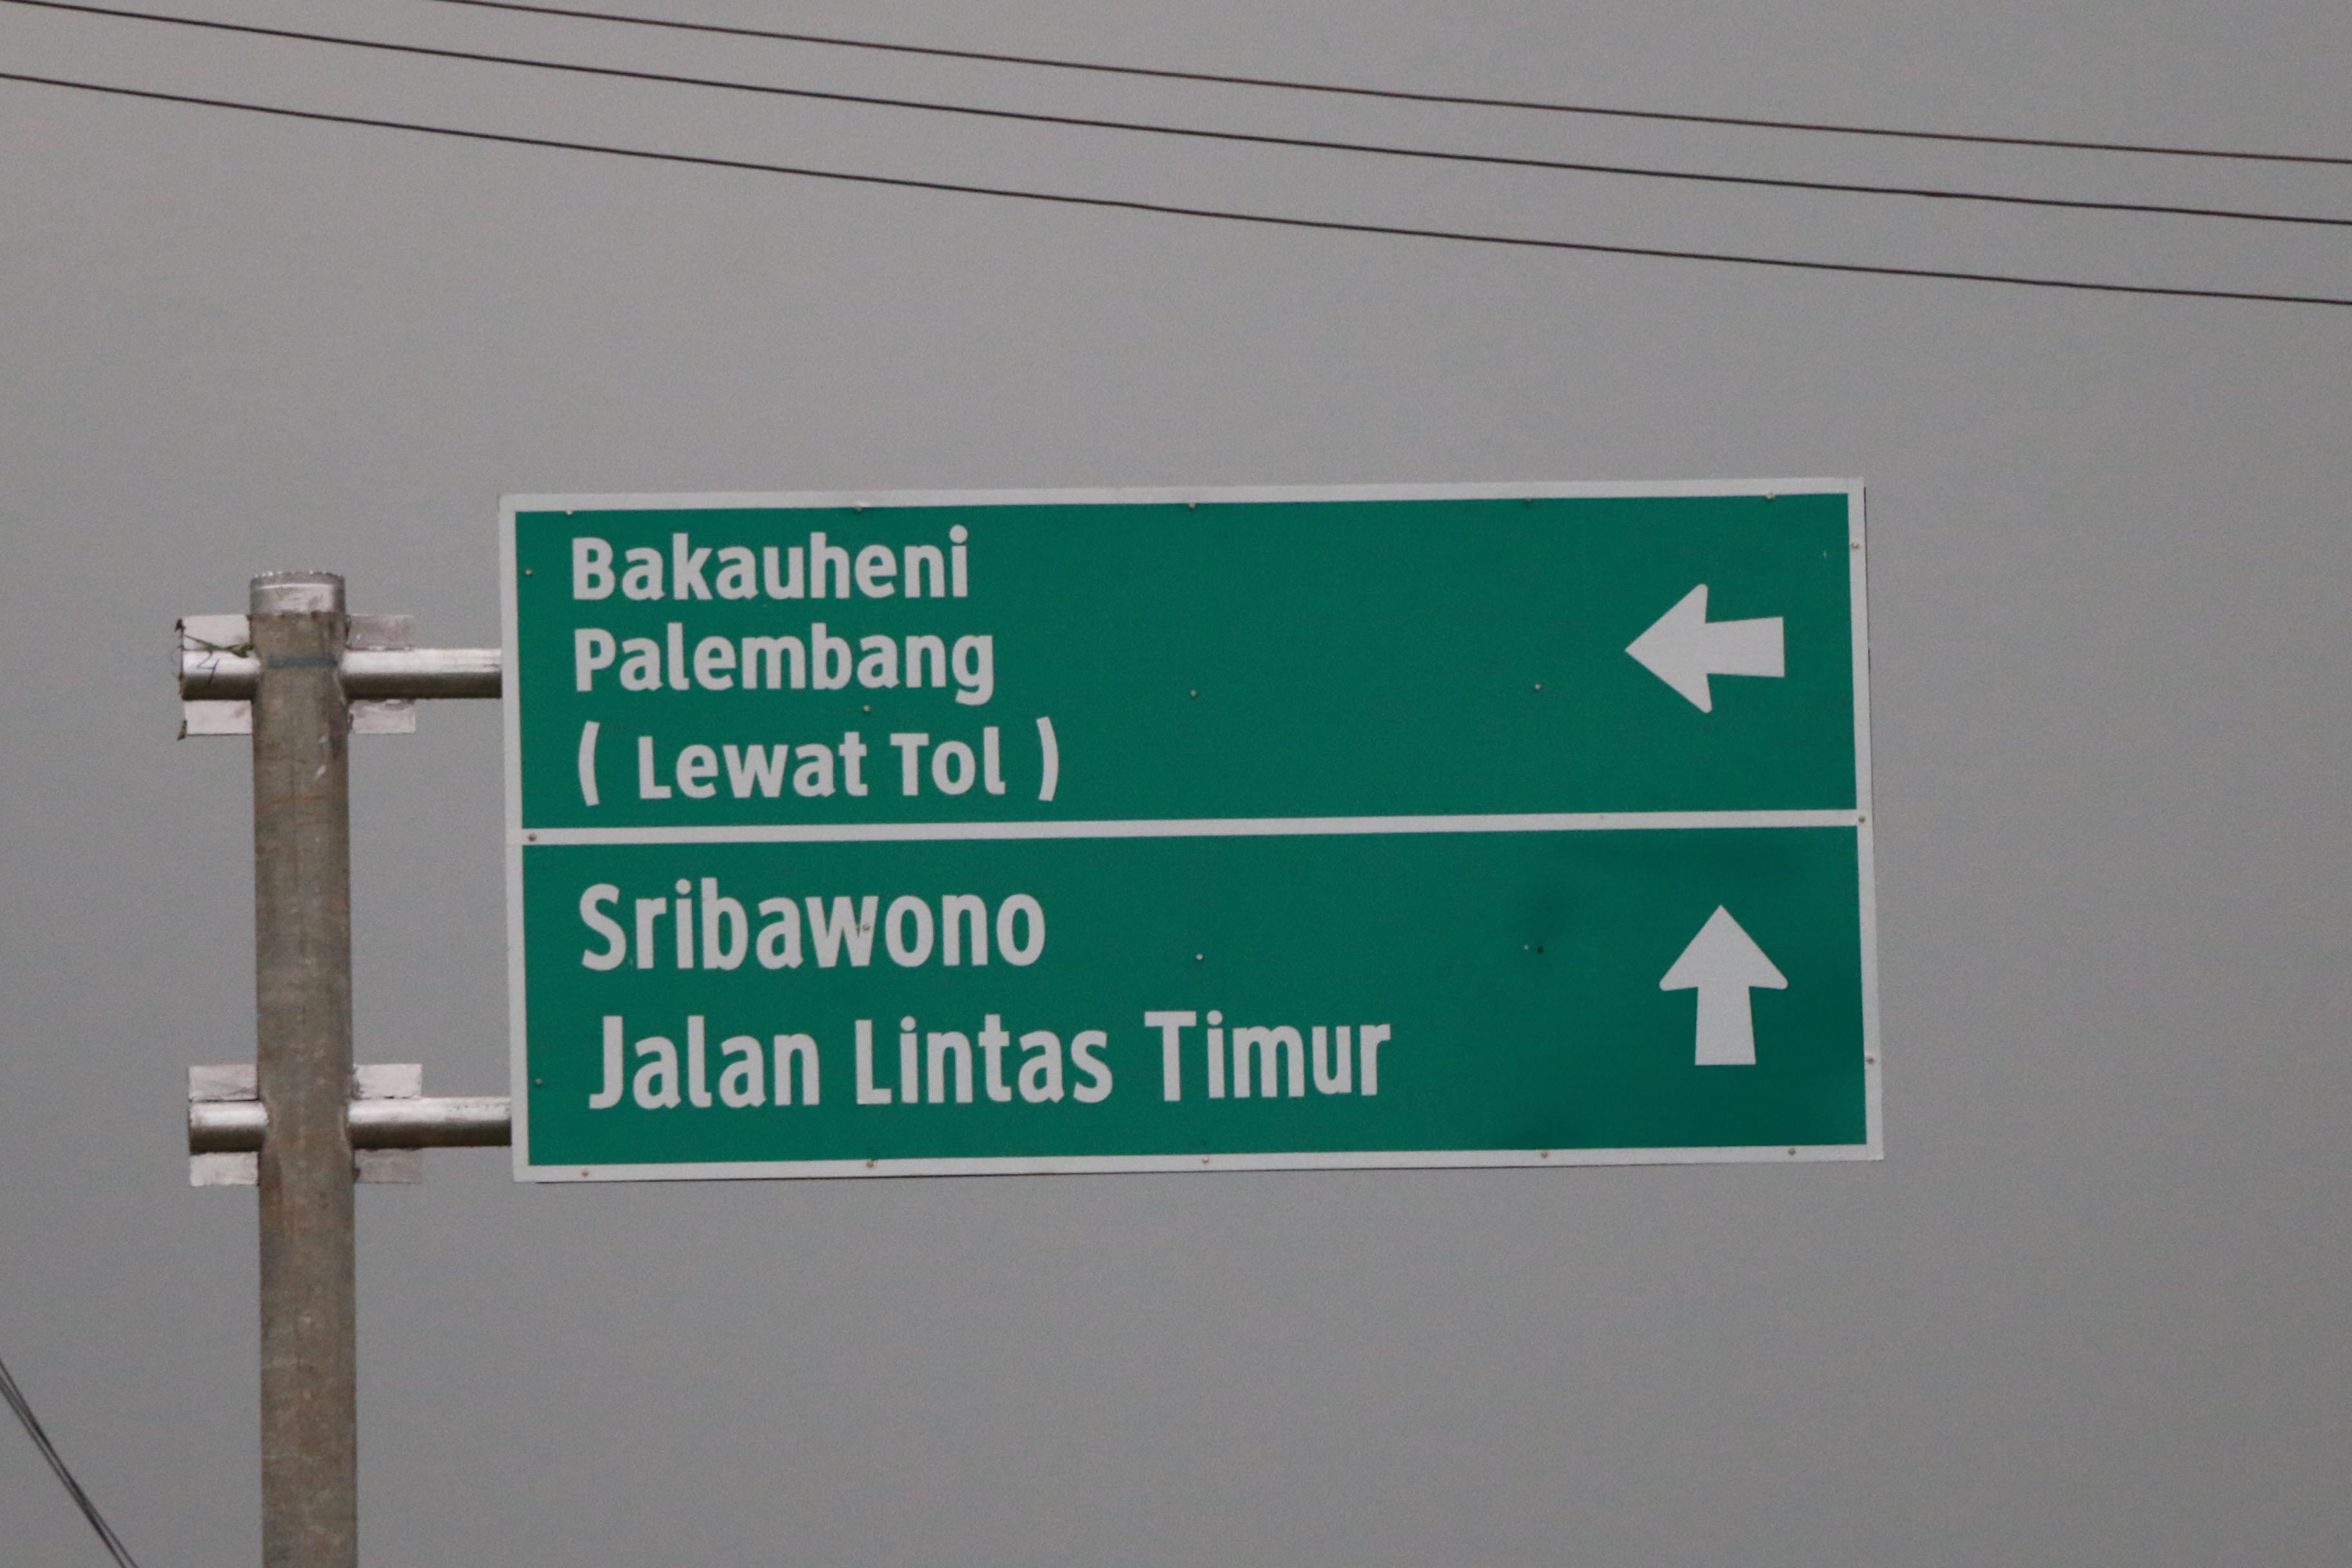 Bakauheni
Palembang
( Lewat Tol )
Sribawono
Jalan Lintas Timur